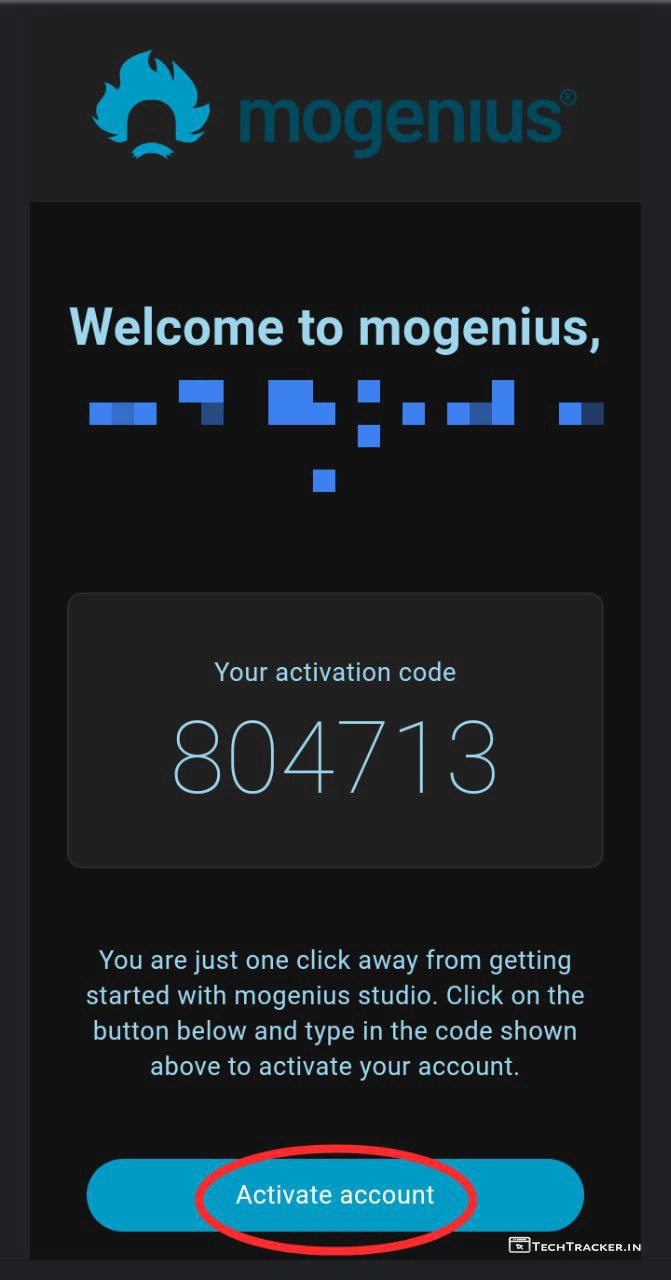 mogenius®
Welcome to mogenius,
Your activation code
804713
You are just one click away from getting
started with mogenius studio. Click on the
button below and type in the code shown
above to activate your account.
Activate account
TECHTRACKER.IN